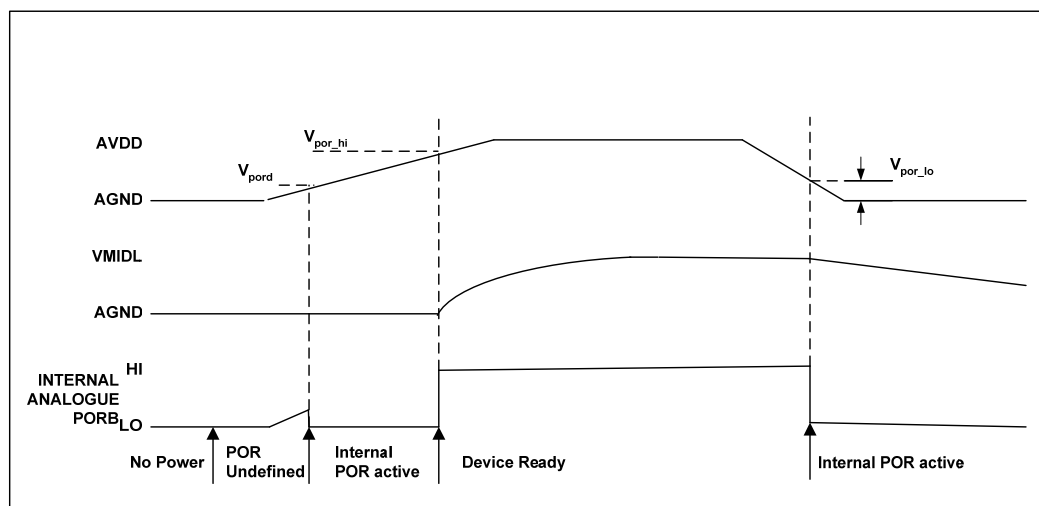 AVDD
V_por_hi
V_pord
AGND
V_por_lo
VMIDL
AGND
HI
INTERNAL
ANALOGUE
PORB
LO
No Power
POR
Undefined
Internal
POR active
Device Ready
Internal POR active